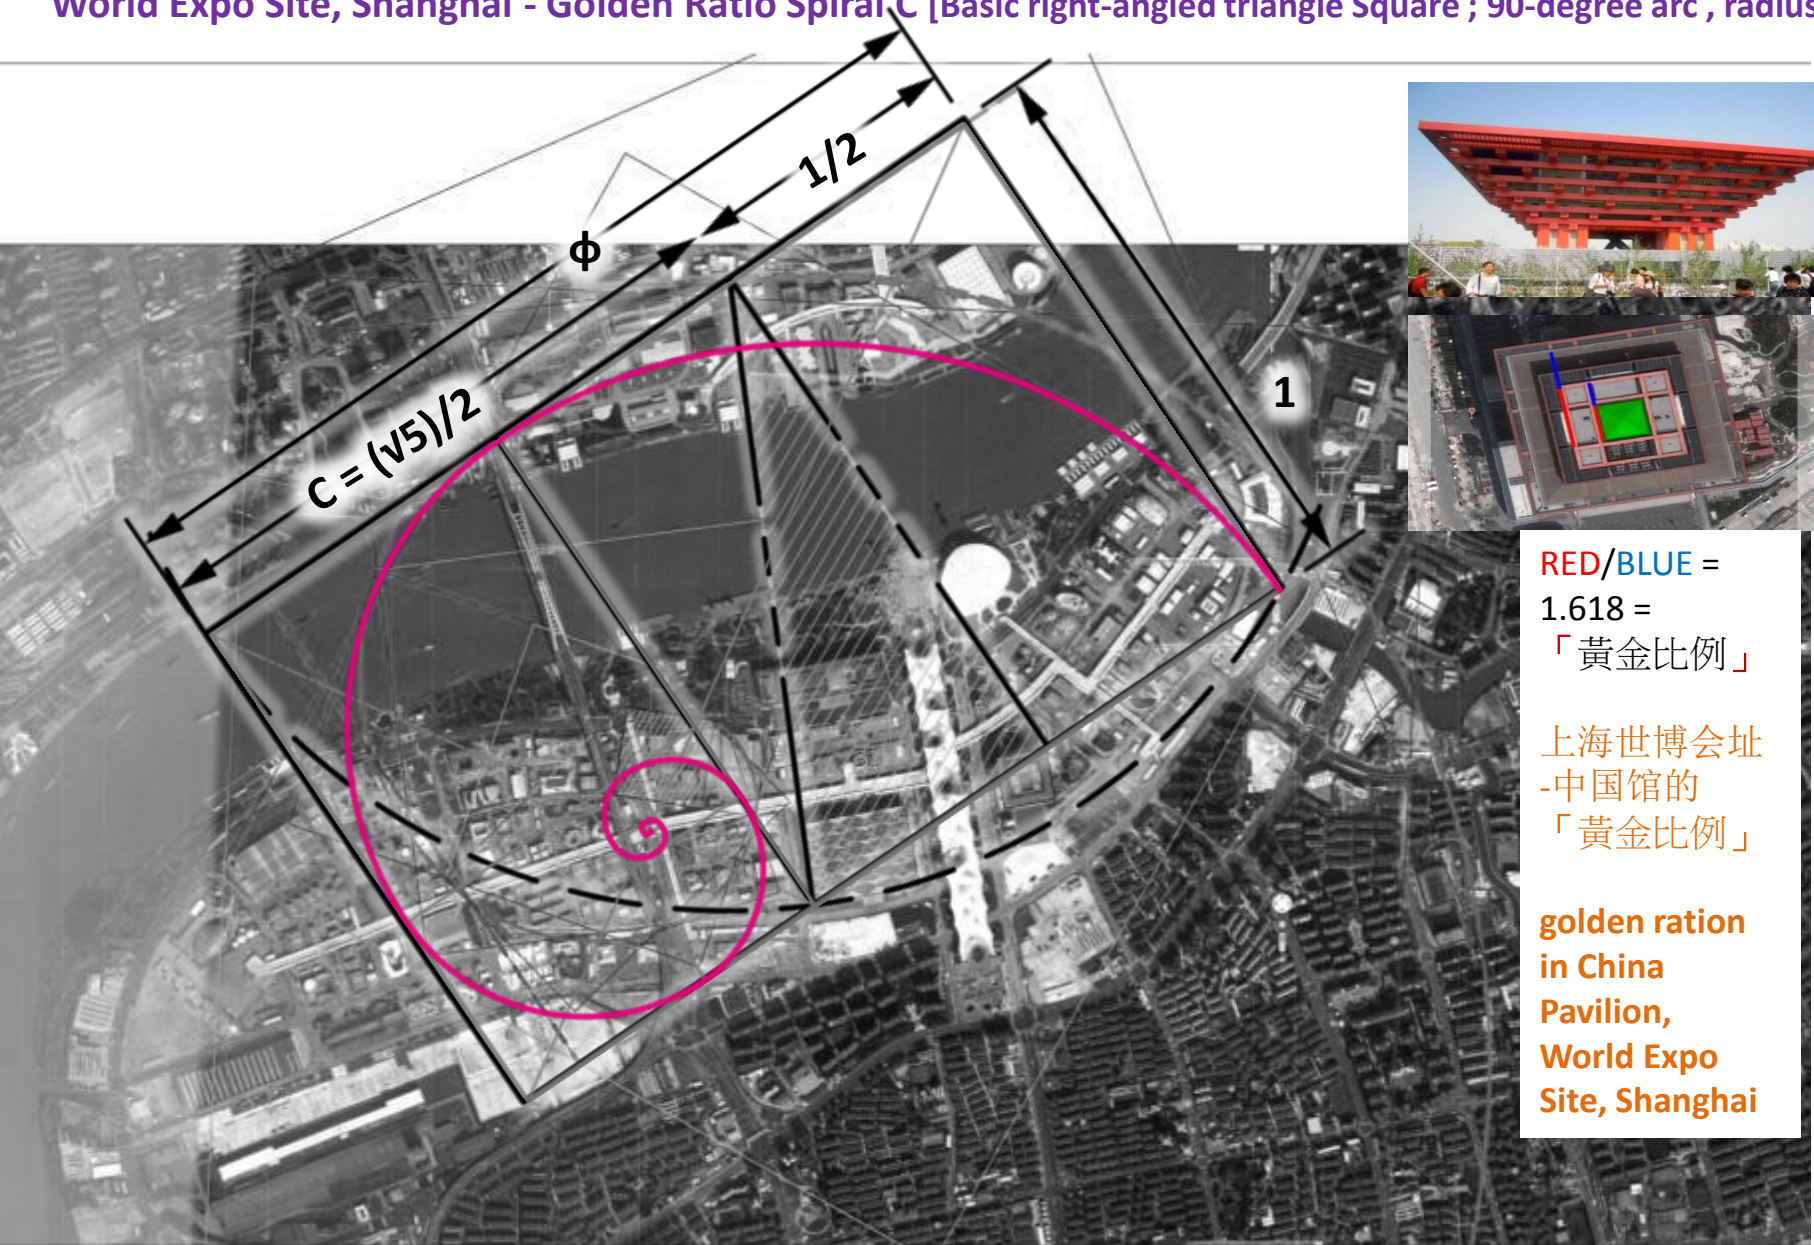 World Expo Site, Shanghai - Golden Ratio Spiral C [Basic right-angled triangle Square ; 90-degree arc , radius
1/2
ϕ
1
C = (√5)/2
RED/BLUE =
1.618 =
「黃金比例」
上海世博会址
-中国馆的
「黃金比例」
golden ration
in China
Pavilion,
World Expo
Site, Shanghai